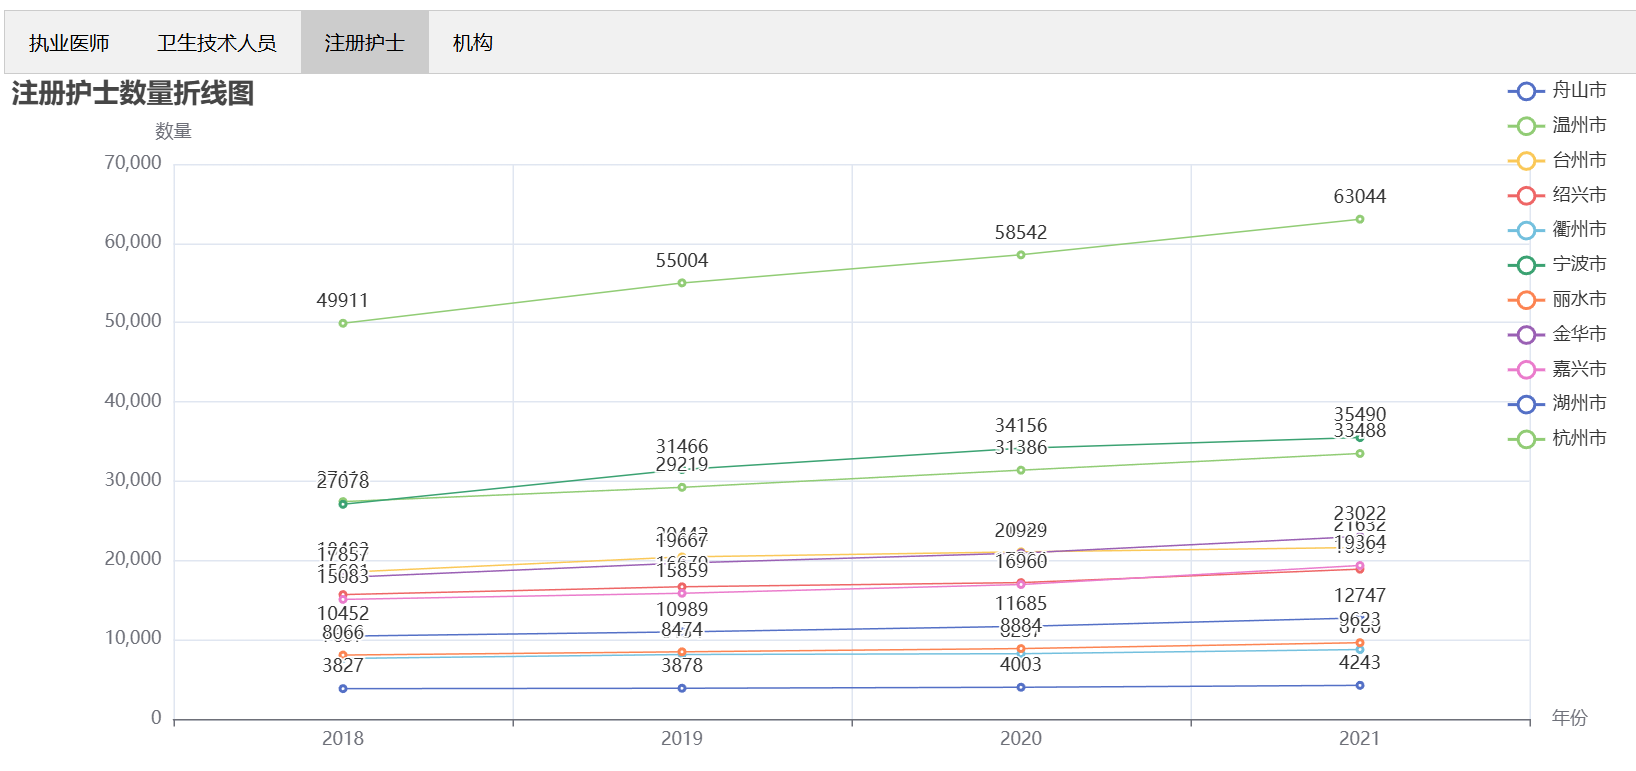 执业医师 卫生技术人员 注册护士 机构
注册护士数量折线图
数量
舟山市
温州市
台州市
绍兴市
衢州市
宁波市
丽水市
金华市
嘉兴市
湖州市
杭州市
70,000
60,000
50,000
40,000
30,000
20,000
10,000
0
49911 55004 58542 63044
31466 34156 35490
27078 29219 31386 33488
17857 19667 20929 23022
21632
15083 15859 16960 19364
10452 10989 11685 12747
8066 8474 8884 9623
3827 3878 4003 4243
2018 2019 2020 2021
年份